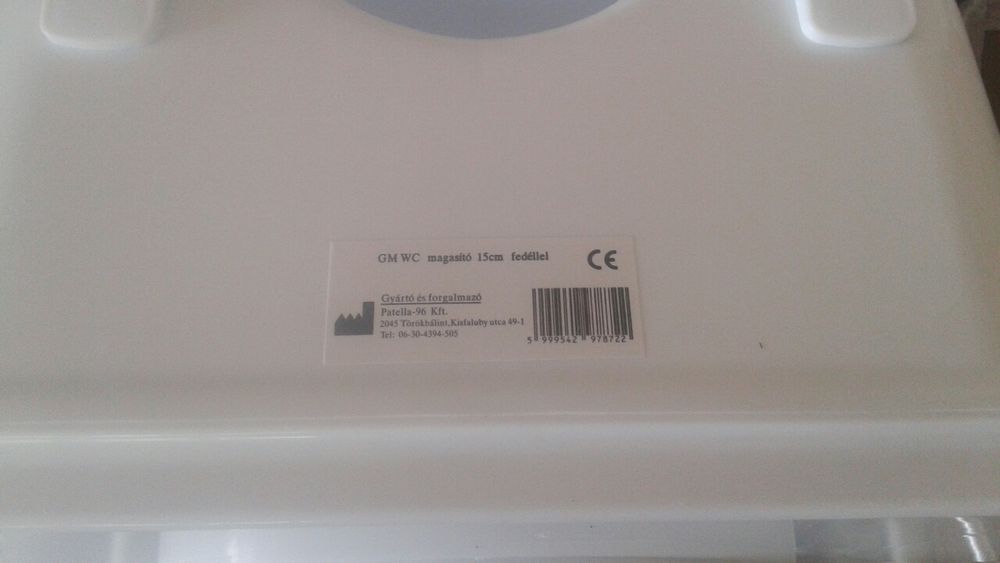 GM WC magasító 15cm fedéllel
CE
Gyártó és forgalmazó
Patella-96 Kft.
2045 Törökbálint, Kisfaluby utca 49-1
Tel: 06-30-4394-505
5 999542 978722